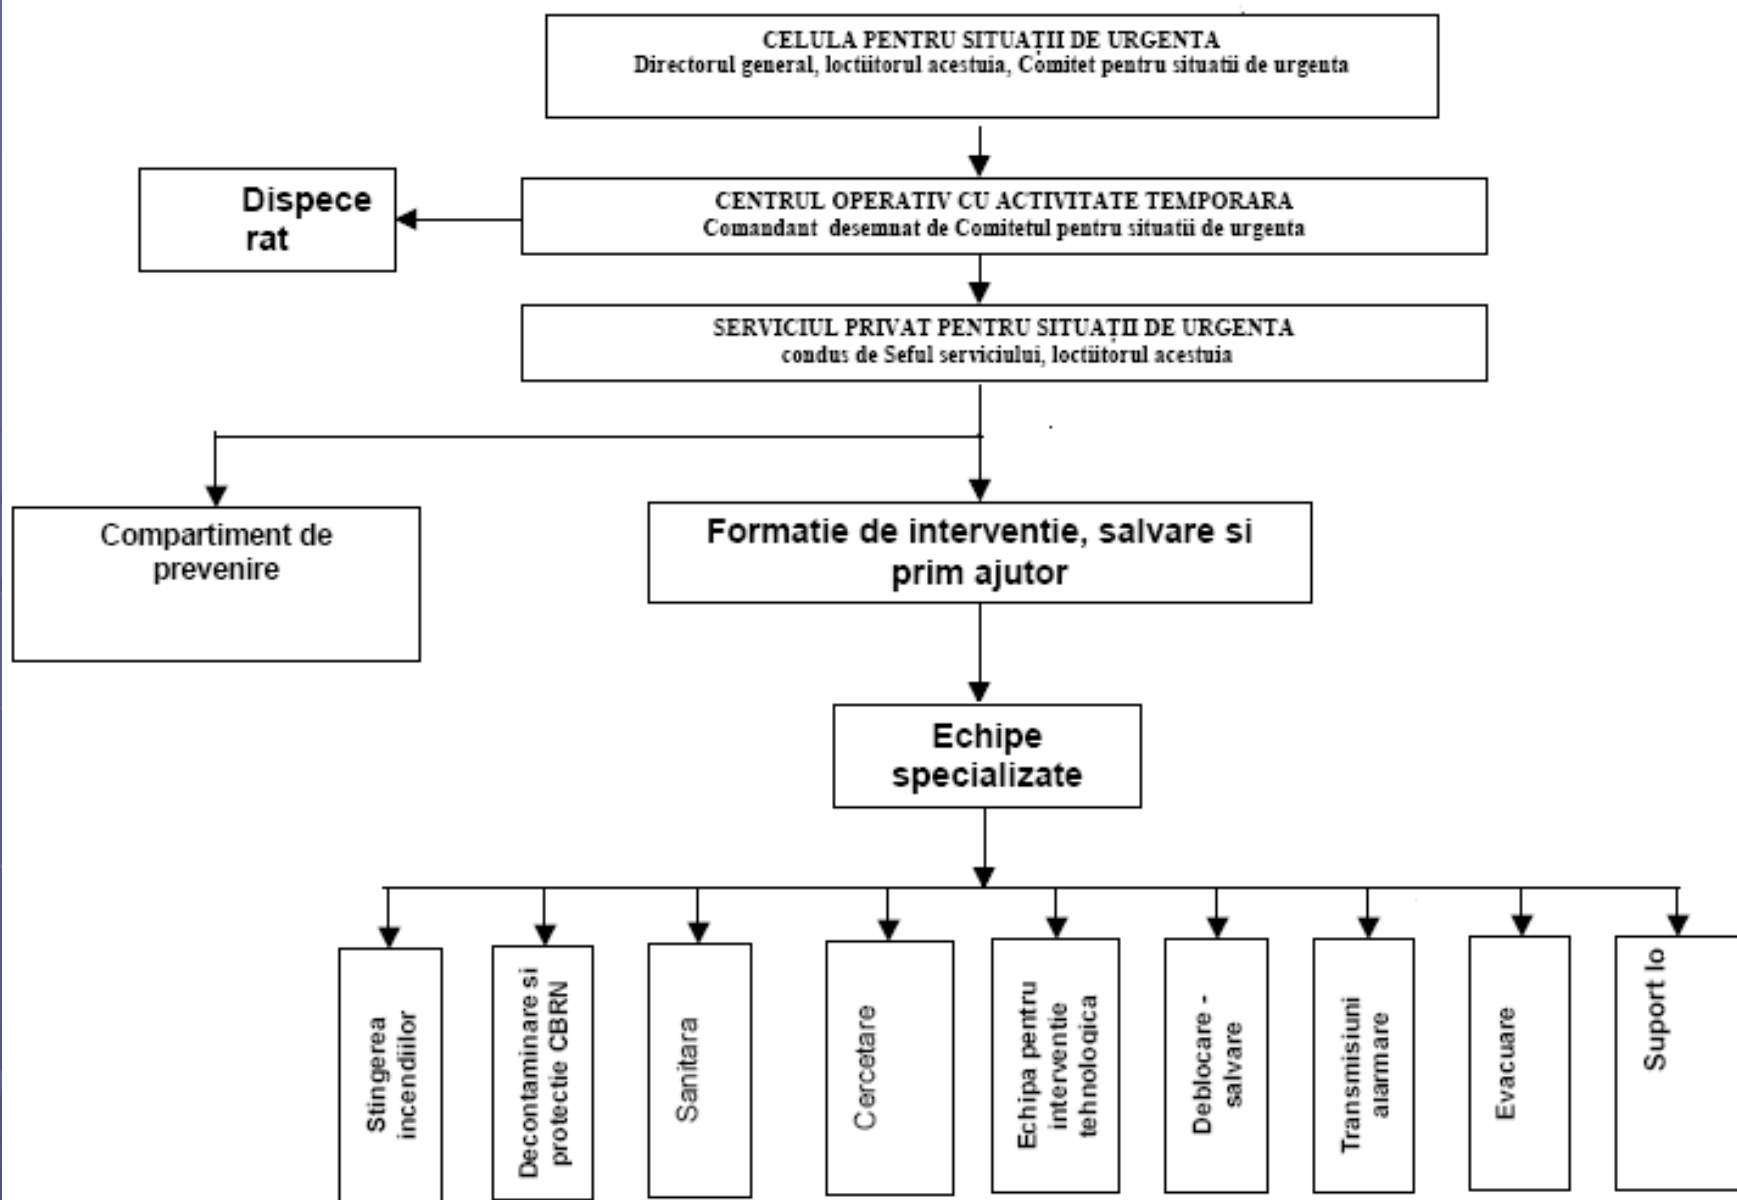 CELULA PENTRU SITUAȚII DE URGENTA
Directorul general, loctiitorul acestuia, Comitet pentru situatii de urgenta
Dispece
rat
CENTRUL OPERATIV CU ACTIVITATE TEMPORARA
Comandant desemnat de Comitetul pentru situatii de urgenta
SERVICIUL PRIVAT PENTRU SITUAȚII DE URGENTA
condus de Seful serviciului, loctiitorul acestuia
Compartiment de
prevenire
Formatie de interventie, salvare si
prim ajutor
Echipe
specializate
Stingerea
incendiilor
Decontaminare si
protectie CBRN
Sanitara
Cercetare
Echipa pentru
interventie
tehnologica
Deblocare -
salvare
Transmisiuni
alarmare
Evacuare
Suport lo